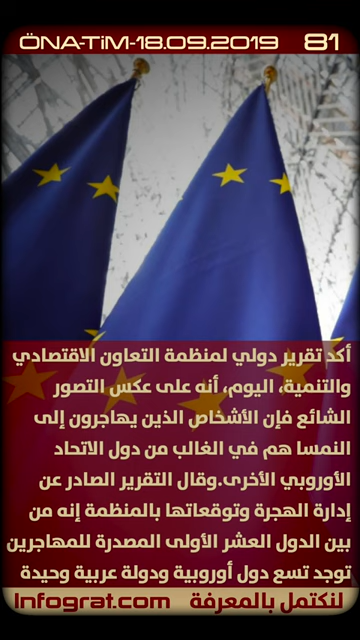 ÖNA-TiM-18.09.2019 81
أكد تقرير دولي لمنظمة التعاون الاقتصادي
والتنمية، اليوم، أنه على عكس التصور
الشائع فإن الأشخاص الذين يهاجرون إلى
النمسا هم في الغالب من دول الاتحاد
الأوروبي الأخرى.وقال التقرير الصادر عن
إدارة الهجرة وتوقعاتها بالمنظمة إنه من
بين الدول العشر الأولى المصدرة للمهاجرين
توجد تسع دول أوروبية ودولة عربية وحيدة
لنكتمل بالمعرفة Infograt.com